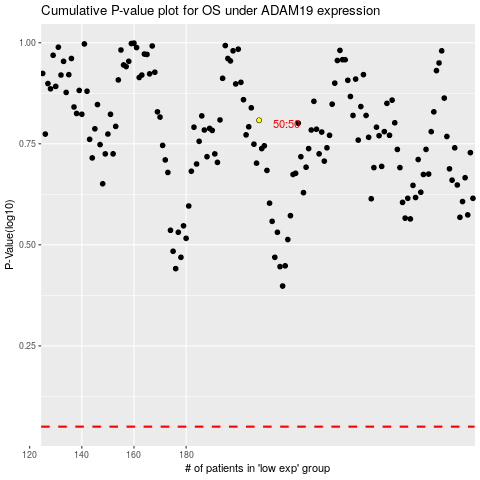 Cumulative P-value plot for OS under ADAM19 expression
P-Value(log10)
1.00
0.75
0.50
0.25
50:50
120 140 160 180
# of patients in 'low exp' group